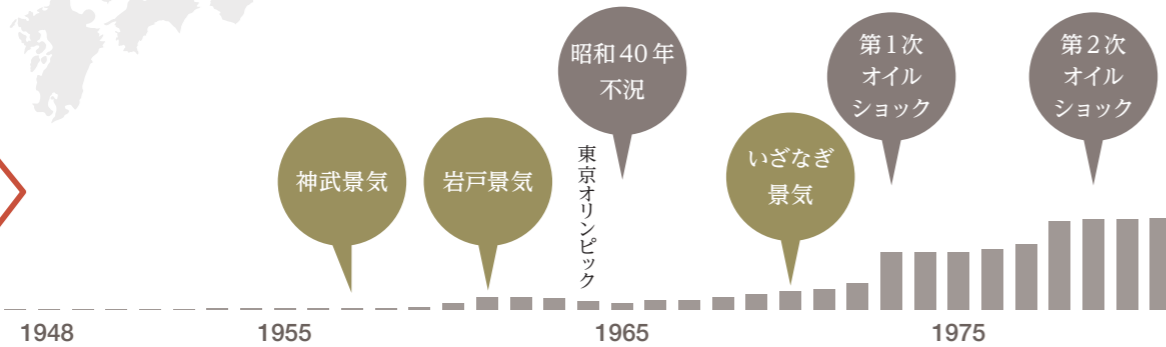 神武景気
岩戸景気
昭和40年
不況
東京オリンピック
いざなぎ
景気
第1次
オイル
ショック
第2次
オイル
ショック
1948
1955
1965
1975